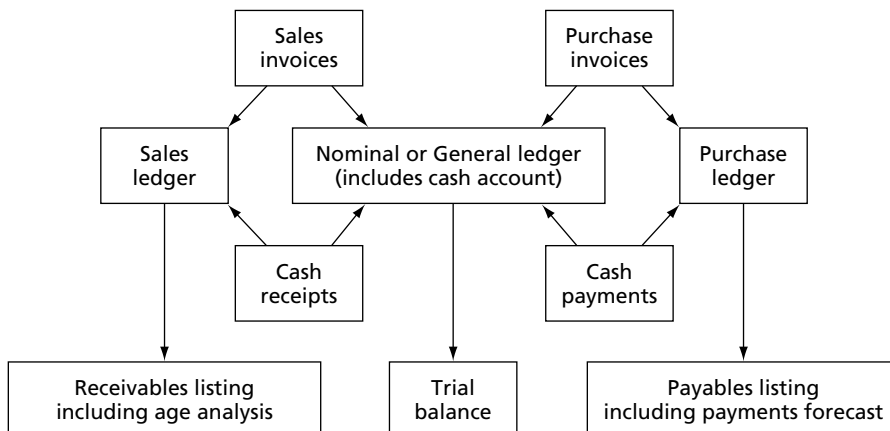 Sales
invoices
Purchase
invoices
Sales
ledger
Nominal or General ledger
(includes cash account)
Purchase
ledger
Cash
receipts
Cash
payments
Receivables listing
including age analysis
Trial
balance
Payables listing
including payments forecast